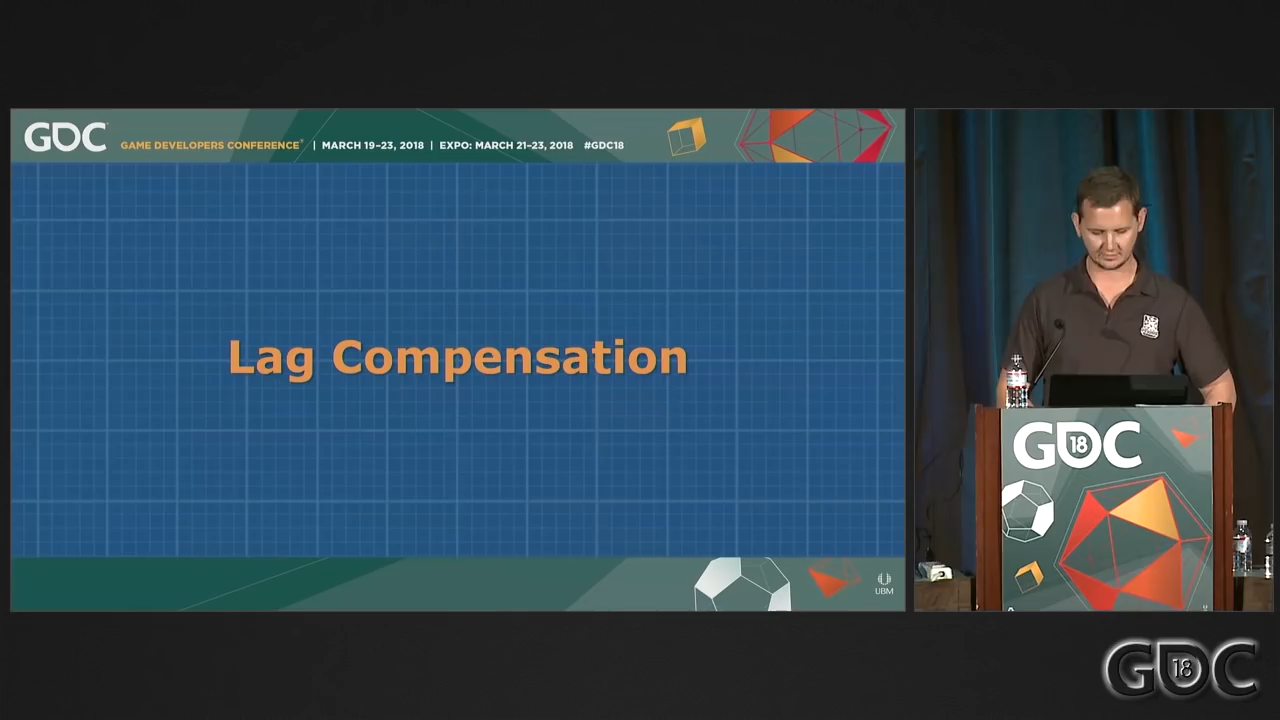 GDC
GAME DEVELOPERS CONFERENCE® | MARCH 19–23, 2018 | EXPO: MARCH 21–23, 2018 #GDC18
Lag Compensation
UBM
GDC
18
GDC
18